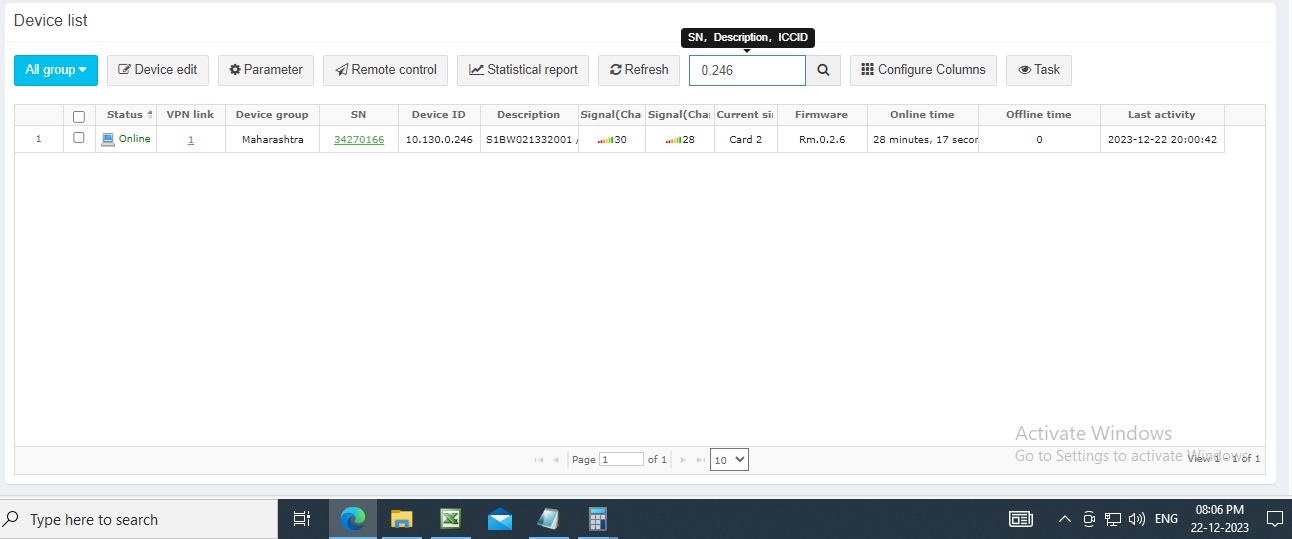 Device list
SN, Description, ICCID
All group Device edit Parameter Remote control Statistical report Refresh 0.246 Configure Columns Task
Status VPN link Device group SN Device ID Description Signal(Cha Signal(Cha Current si Firmware Online time Offline time Last activity
1 Online 1 Maharashtra 34270166 10.130.0.246 S1BW021332001 / 30 28 Card 2 Rm.0.2.6 28 minutes, 17 secon 0 2023-12-22 20:00:42
Activate Windows
Go to Settings to activate Windows.
Page 1 of 1 10 View 1 - 1 of 1
Type here to search
ENG
08:06 PM
22-12-2023